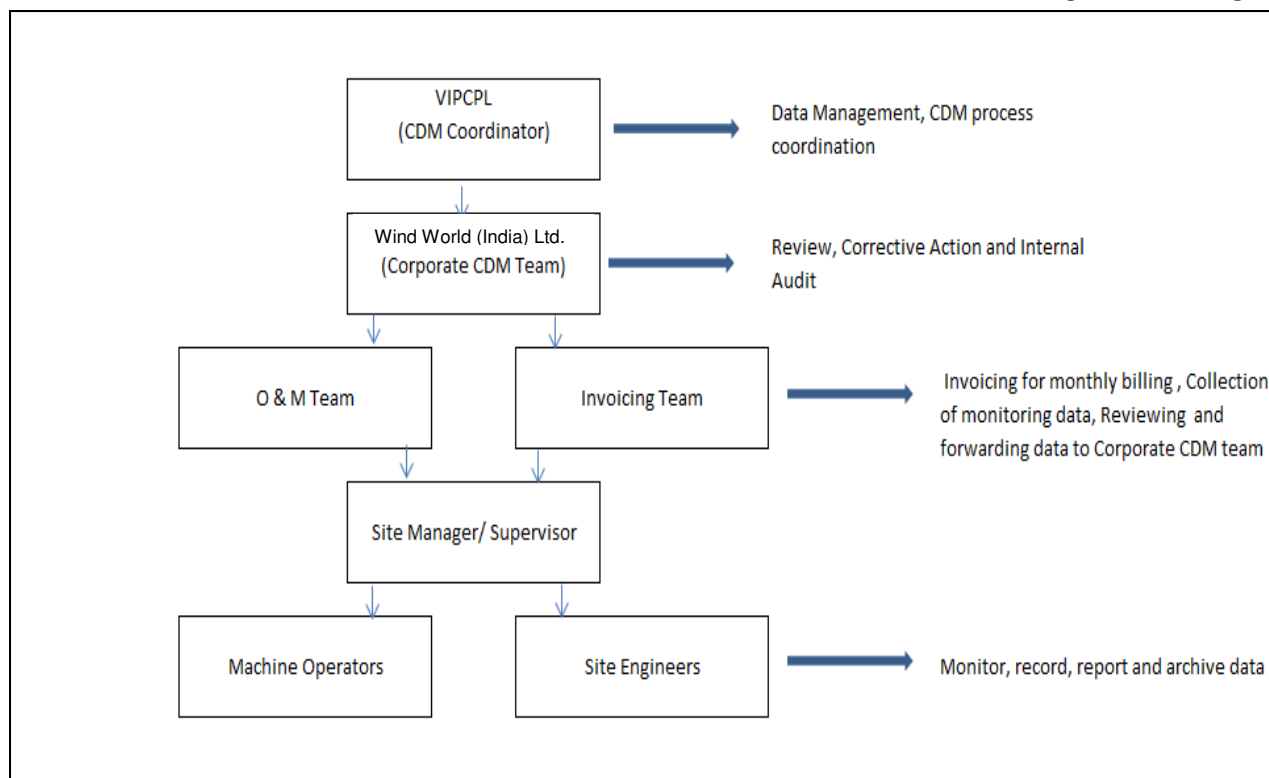 VIPCPL
(CDM Coordinator)
Data Management, CDM process
coordination
Wind World (India) Ltd.
(Corporate CDM Team)
Review, Corrective Action and Internal
Audit
O & M Team
Invoicing Team
Invoicing for monthly billing , Collection
of monitoring data, Reviewing and
forwarding data to Corporate CDM team
Site Manager/ Supervisor
Machine Operators
Site Engineers
Monitor, record, report and archive data